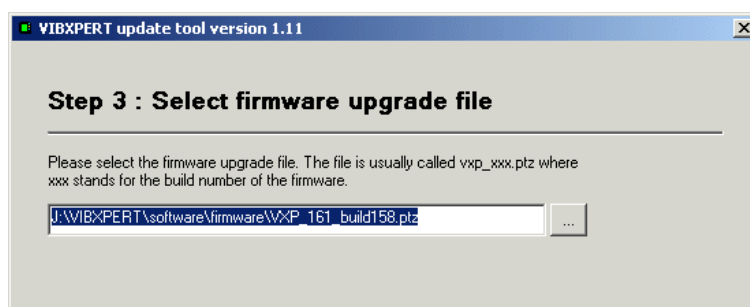 VIBXPERT update tool version 1.11
Step 3 : Select firmware upgrade file
Please select the firmware upgrade file. The file is usually called vxp_xxx.ptz where
xxx stands for the build number of the firmware.
J:\VIBXPERT\software\firmware\VXP_161_build158.ptz
...